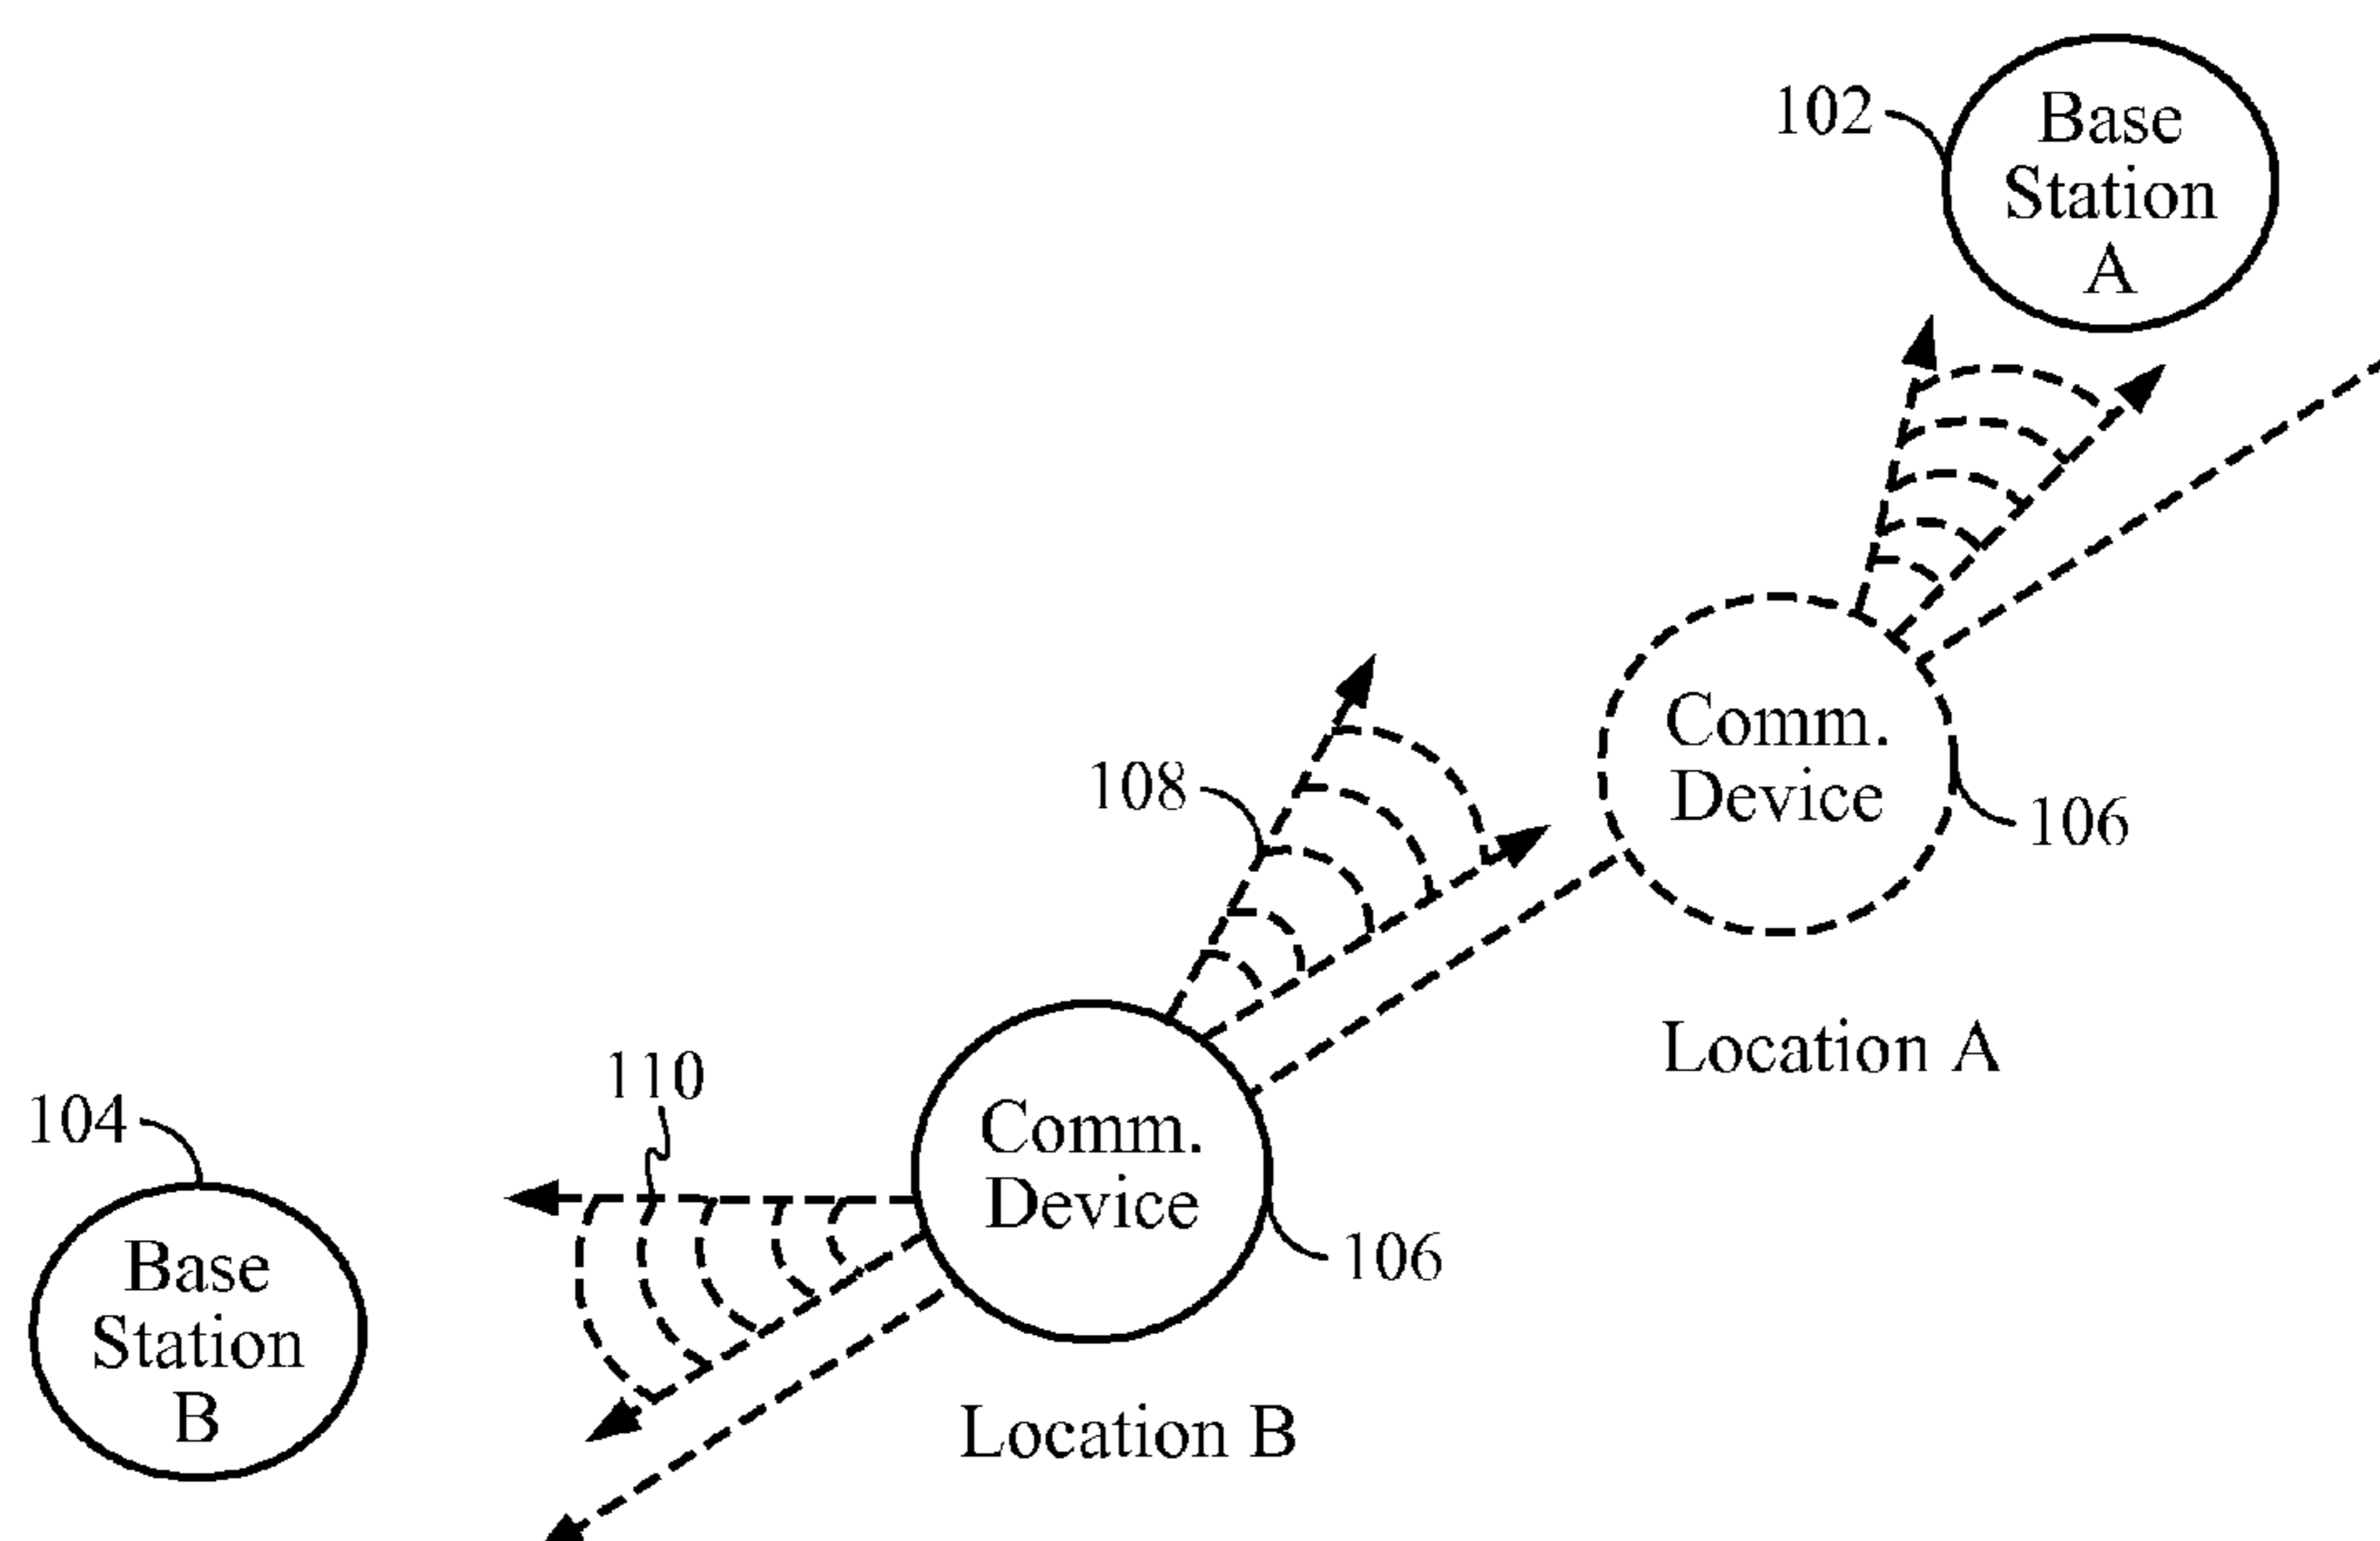 102
Base
Station
A
Comm.
Device
106
Location A
108
Comm.
Device
106
Location B
110
104
Base
Station
B